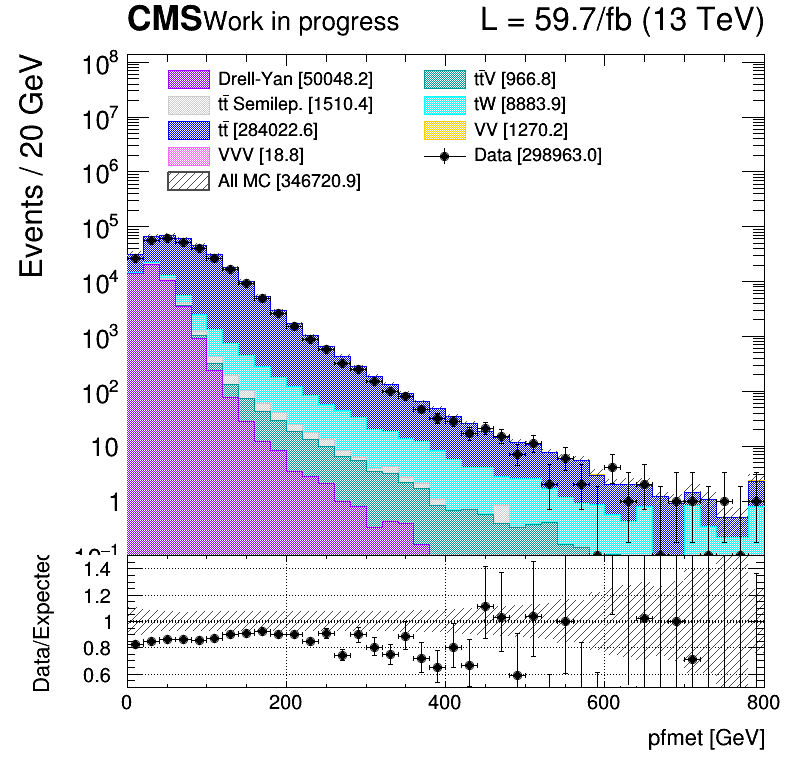 CMS Work in progress L = 59.7/fb (13 TeV)
Events / 20 GeV
Drell-Yan [50048.2]
tt̄ Semilep. [1510.4]
tt̄ [284022.6]
VVV [18.8]
All MC [346720.9]
tt̄V [966.8]
tW [8883.9]
VV [1270.2]
Data [298963.0]
10⁸
10⁷
10⁶
10⁵
10⁴
10³
10²
10
1
10⁻¹
Data/Expected
1.4
1.2
1
0.8
0.6
0 200 400 600 800
pfmet [GeV]